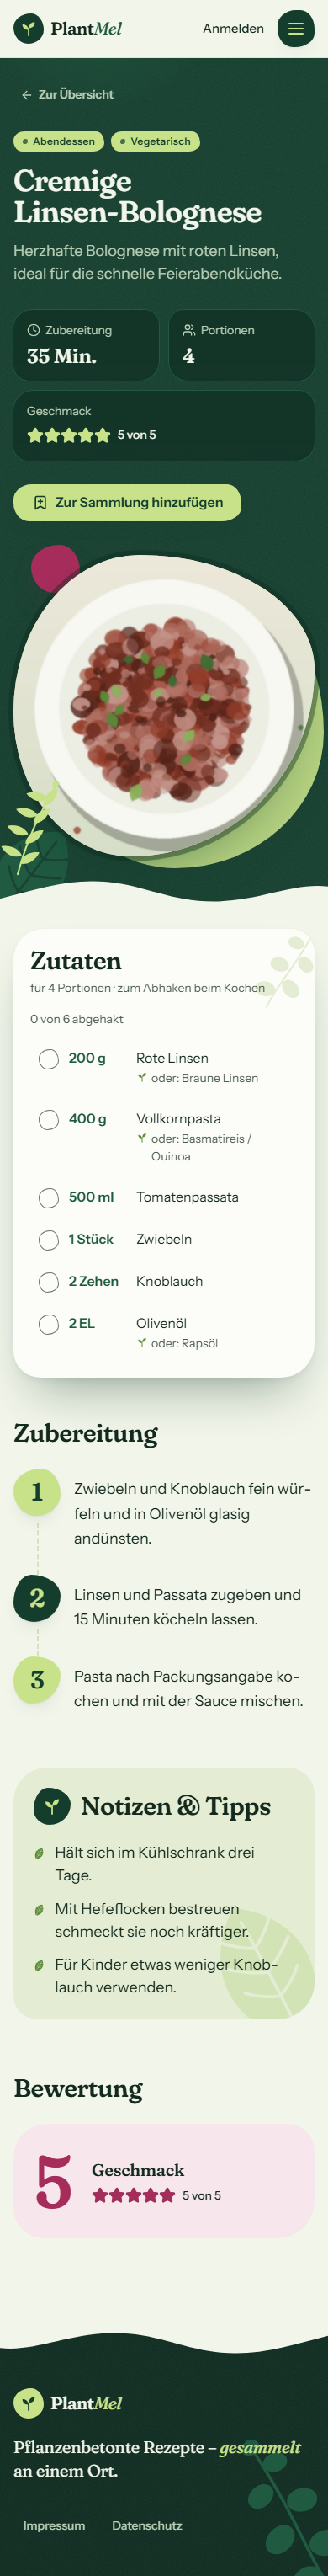 PlantMel
Anmelden
Zur Übersicht
Abendessen
Vegetarisch
Cremige
Linsen-Bolognese
Herzhafte Bolognese mit roten Linsen,
ideal für die schnelle Feierabendküche.
Zubereitung
35 Min.
Portionen
4
Geschmack
5 von 5
Zur Sammlung hinzufügen
Zutaten
für 4 Portionen · zum Abhaken beim Kochen
0 von 6 abgehakt
200 g Rote Linsen
oder: Braune Linsen
400 g Vollkornpasta
oder: Basmatireis /
Quinoa
500 ml Tomatenpassata
1 Stück Zwiebeln
2 Zehen Knoblauch
2 EL Olivenöl
oder: Rapsöl
Zubereitung
1 Zwiebeln und Knoblauch fein wür-
feln und in Olivenöl glasig
andünsten.
2 Linsen und Passata zugeben und
15 Minuten köcheln lassen.
3 Pasta nach Packungsangabe ko-
chen und mit der Sauce mischen.
Notizen & Tipps
Hält sich im Kühlschrank drei
Tage.
Mit Hefeflocken bestreuen
schmeckt sie noch kräftiger.
Für Kinder etwas weniger Knob-
lauch verwenden.
Bewertung
5
Geschmack
5 von 5
PlantMel
Pflanzenbetonte Rezepte – gesammelt
an einem Ort.
Impressum
Datenschutz